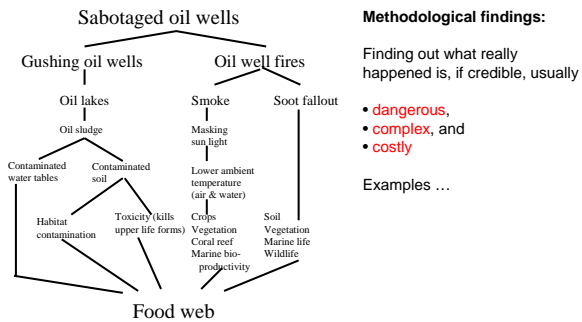 Sabotaged oil wells
Gushing oil wells
Oil well fires
Oil lakes
Smoke
Soot fallout
Oil sludge
Masking
sun light
Contaminated
water tables
Contaminated
soil
Lower ambient
temperature
(air & water)
Habitat
contamination
Toxicity (kills
upper life forms)
Crops
Vegetation
Coral reef
Marine bio-
productivity
Soil
Vegetation
Marine life
Wildlife
Food web
Methodological findings:
Finding out what really
happened is, if credible, usually
• dangerous,
• complex, and
• costly
Examples …